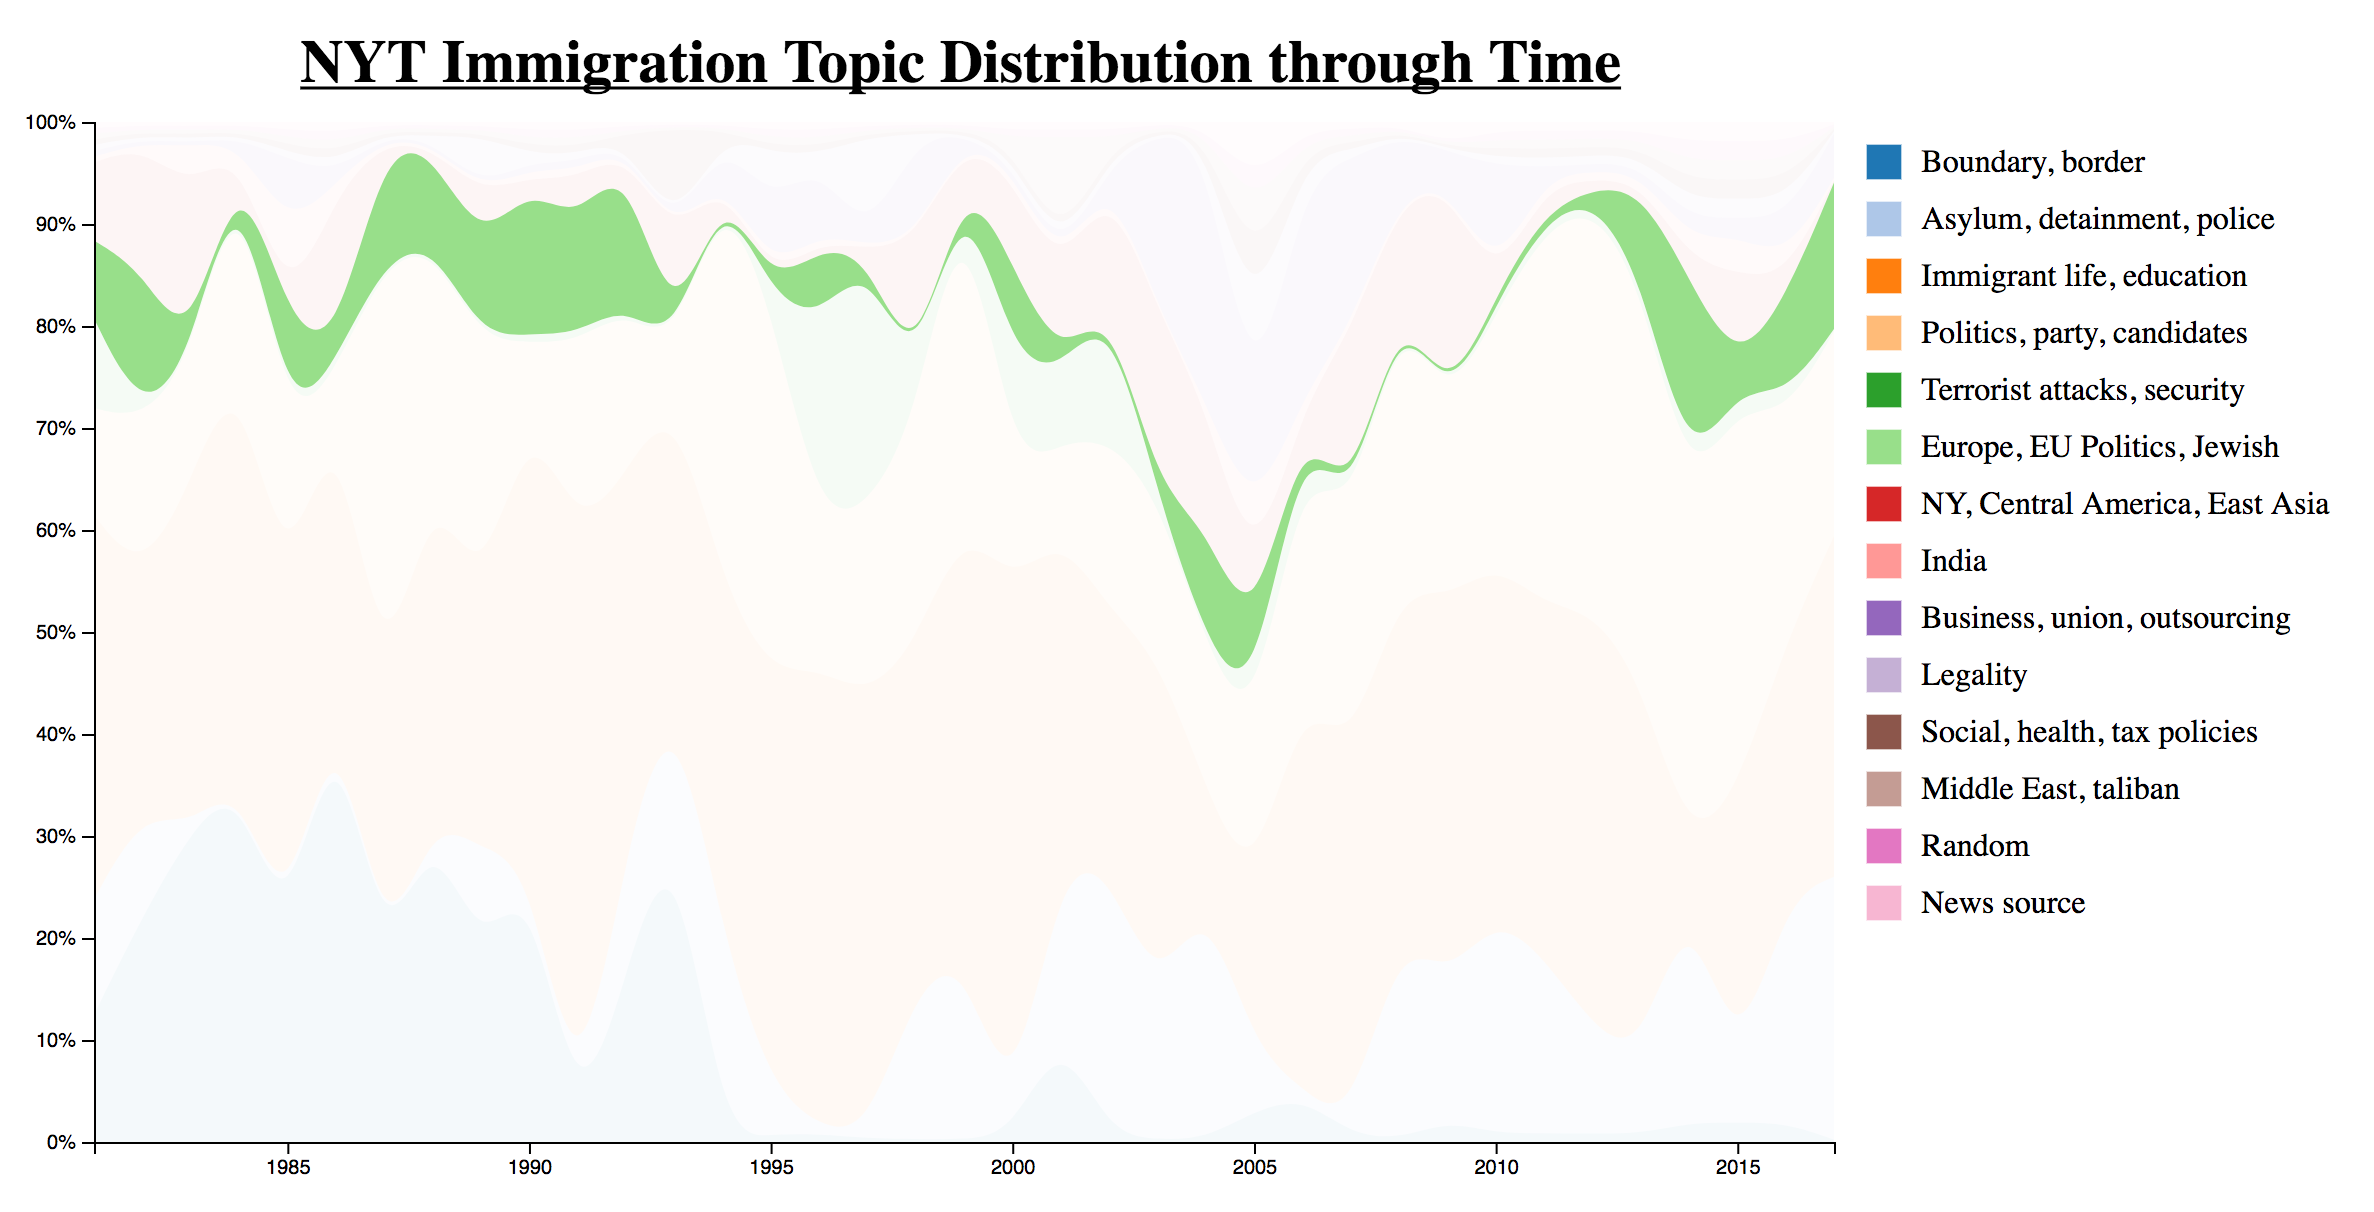 NYT Immigration Topic Distribution through Time
100%
90%
80%
70%
60%
50%
40%
30%
20%
10%
0%
1985 1990 1995 2000 2005 2010 2015
Boundary, border
Asylum, detainment, police
Immigrant life, education
Politics, party, candidates
Terrorist attacks, security
Europe, EU Politics, Jewish
NY, Central America, East Asia
India
Business, union, outsourcing
Legality
Social, health, tax policies
Middle East, taliban
Random
News source